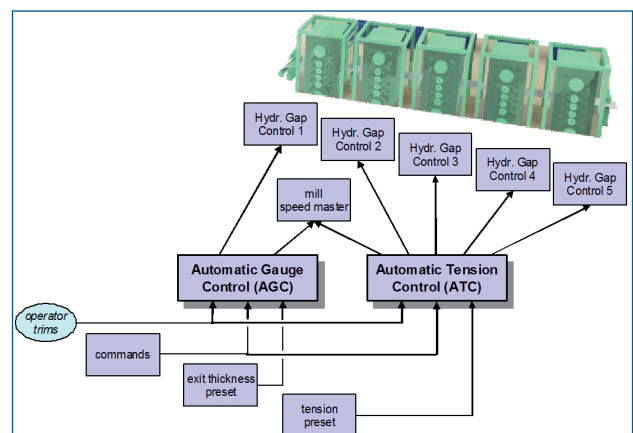 Hydr. Gap
Control 1
Hydr. Gap
Control 2
Hydr. Gap
Control 3
Hydr. Gap
Control 4
Hydr. Gap
Control 5
mill
speed master
Automatic Gauge
Control (AGC)
Automatic Tension
Control (ATC)
operator
trims
commands
exit thickness
preset
tension
preset